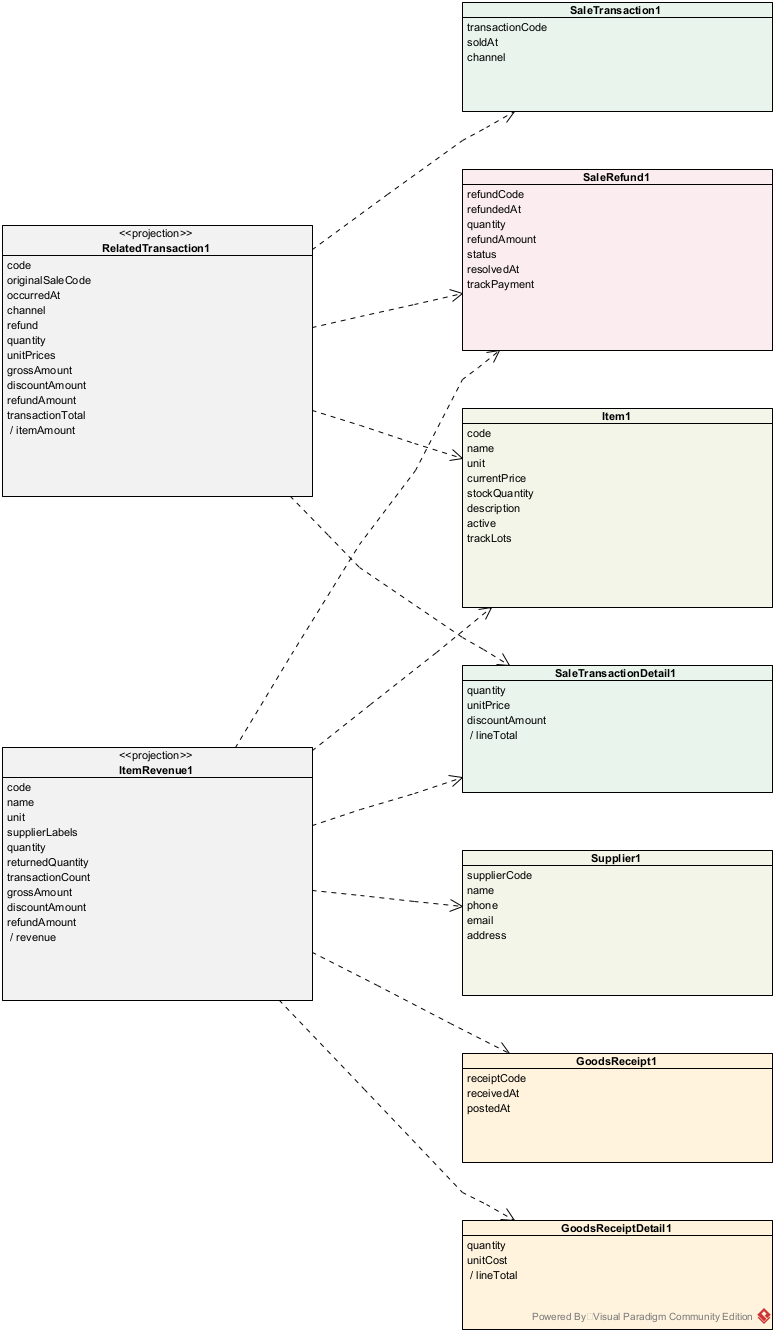 SaleTransaction1
transactionCode
soldAt
channel
SaleRefund1
refundCode
refundedAt
quantity
refundAmount
status
resolvedAt
trackPayment
<<projection>>
RelatedTransaction1
code
originalSaleCode
occurredAt
channel
refund
quantity
unitPrices
grossAmount
discountAmount
refundAmount
transactionTotal
/ itemAmount
Item1
code
name
unit
currentPrice
stockQuantity
description
active
trackLots
SaleTransactionDetail1
quantity
unitPrice
discountAmount
/ lineTotal
<<projection>>
ItemRevenue1
code
name
unit
supplierLabels
quantity
returnedQuantity
transactionCount
grossAmount
discountAmount
refundAmount
/ revenue
Supplier1
supplierCode
name
phone
email
address
GoodsReceipt1
receiptCode
receivedAt
postedAt
GoodsReceiptDetail1
quantity
unitCost
/ lineTotal
Powered By Visual Paradigm Community Edition